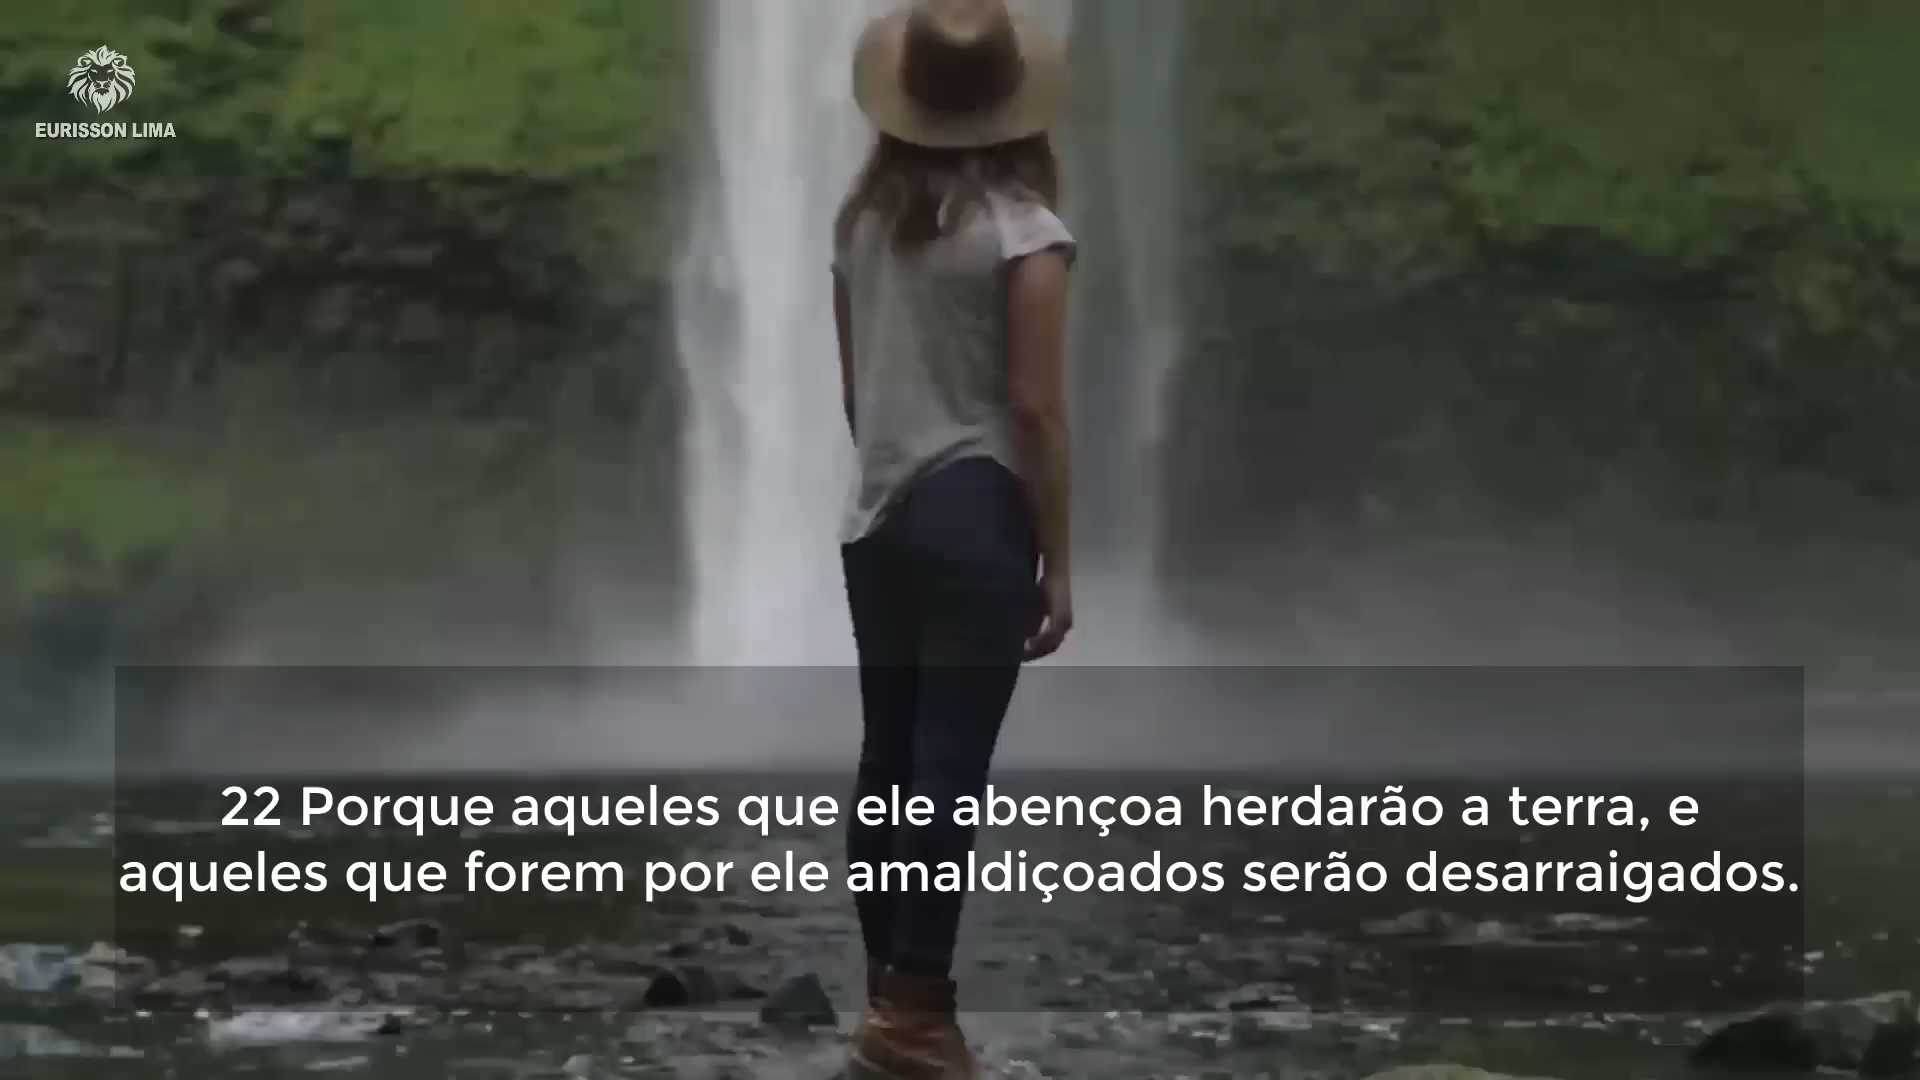 EURISSON LIMA
22 Porque aqueles que ele abençoa herdarão a terra, e
aqueles que forem por ele amaldiçoados serão desarraigados.